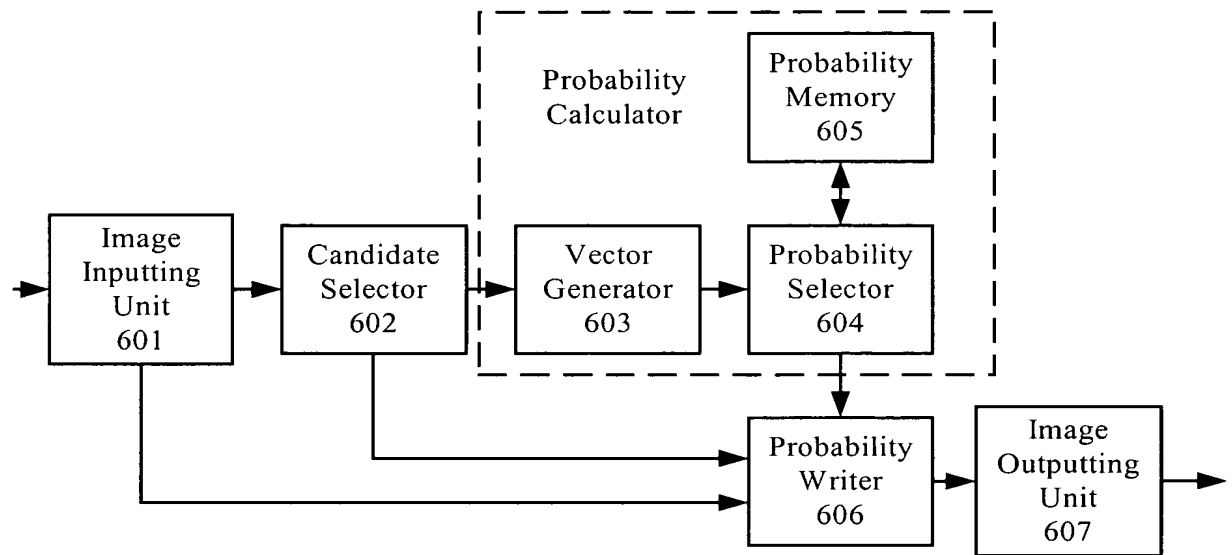 Probability
Calculator
Probability
Memory
605
Image
Inputting
Unit
601
Candidate
Selector
602
Vector
Generator
603
Probability
Selector
604
Probability
Writer
606
Image
Outputting
Unit
607